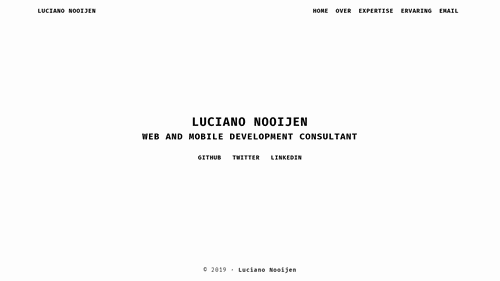 LUCIANO NOOIJEN
HOME OVER EXPERTISE ERVARING EMAIL
LUCIANO NOOIJEN
WEB AND MOBILE DEVELOPMENT CONSULTANT
GITHUB TWITTER LINKEDIN
© 2019 · Luciano Nooijen